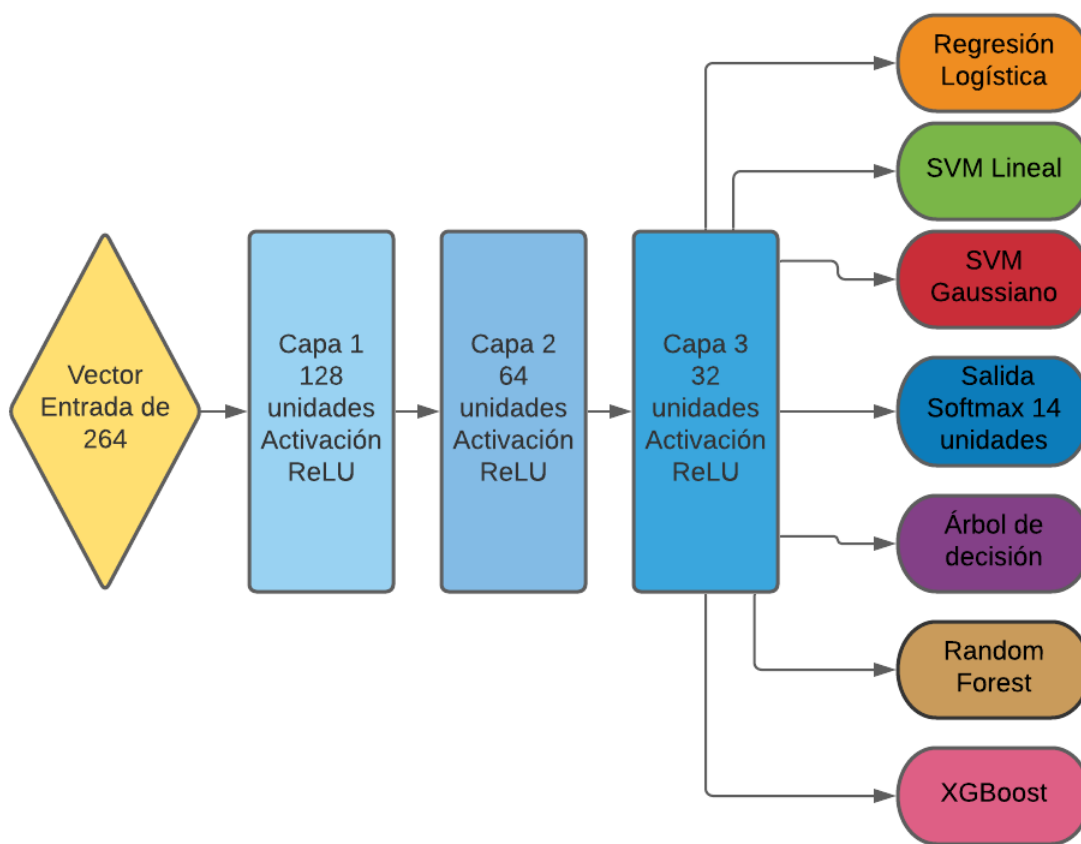 Vector
Entrada de
264
Capa 1
128
unidades
Activación
ReLU
Capa 2
64
unidades
Activación
ReLU
Capa 3
32
unidades
Activación
ReLU
Regresión
Logística
SVM Lineal
SVM
Gaussiano
Salida
Softmax 14
unidades
Árbol de
decisión
Random
Forest
XGBoost